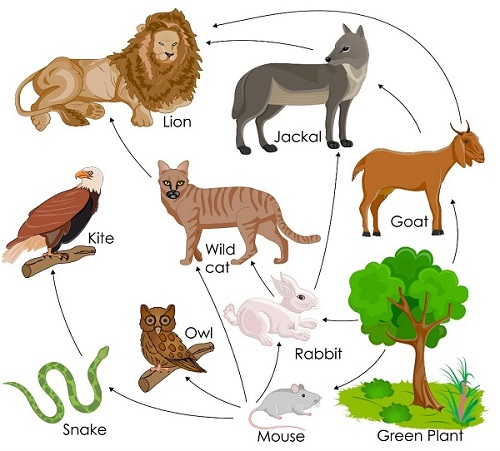 Lion
Jackal
Goat
Kite
Wild
cat
Owl
Rabbit
Snake
Mouse
Green Plant